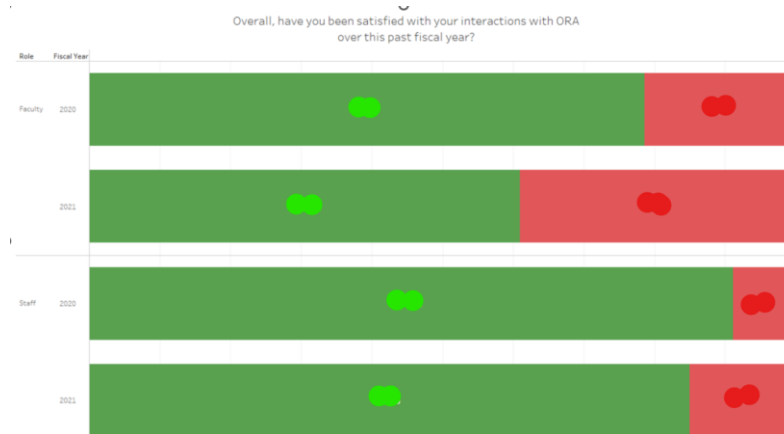 Overall, have you been satisfied with your interactions with ORA
over this past fiscal year?
Role Fiscal Year
Faculty 2020
2021
Staff 2020
2021